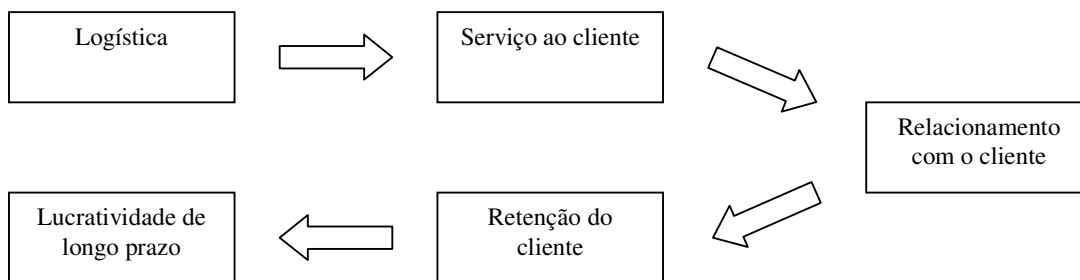 Logística
Serviço ao cliente
Relacionamento
com o cliente
Retenção do
cliente
Lucratividade de
longo prazo